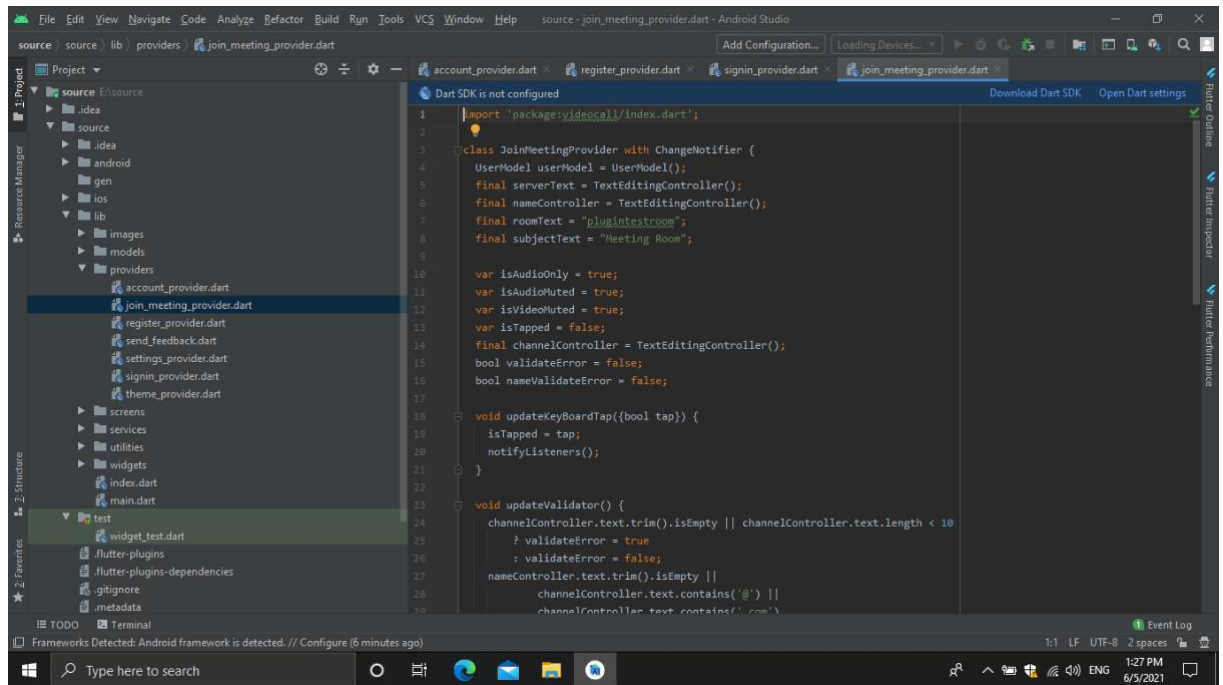 File Edit View Navigate Code Analyze Refactor Build Run Tools VCS Window Help source - join_meeting_provider.dart - Android Studio
source source lib providers join_meeting_provider.dart Add Configuration... Loading Devices...
Project account_provider.dart register_provider.dart signin_provider.dart join_meeting_provider.dart
Dart SDK is not configured Download Dart SDK Open Dart settings
1: Project
Resource Manager
7: Structure
2: Favorites
source E:\source
.idea
source
.idea
android
gen
ios
lib
images
models
providers
account_provider.dart
join_meeting_provider.dart
register_provider.dart
send_feedback.dart
settings_provider.dart
signin_provider.dart
theme_provider.dart
screens
services
utilities
widgets
index.dart
main.dart
test
widget_test.dart
.flutter-plugins
.flutter-plugins-dependencies
.gitignore
.metadata
1 import 'package:videocall/index.dart';
2
3 class JoinMeetingProvider with ChangeNotifier {
4 UserModel userModel = UserModel();
5 final serverText = TextEditingController();
6 final nameController = TextEditingController();
7 final roomText = "plugintestroom";
8 final subjectText = "Meeting Room";
9
10 var isAudioOnly = true;
11 var isAudioMuted = true;
12 var isVideoMuted = true;
13 var isTapped = false;
14 final channelController = TextEditingController();
15 bool validateError = false;
16 bool nameValidateError = false;
17
18 void updateKeyBoardTap({bool tap}) {
19 isTapped = tap;
20 notifyListeners();
21 }
22
23 void updateValidator() {
24 channelController.text.trim().isEmpty || channelController.text.length < 10
25 ? validateError = true
26 : validateError = false;
27 nameController.text.trim().isEmpty ||
28 channelController.text.contains('@') ||
29 channelController.text.contains('.com')
Flutter Outline
Flutter Inspector
Flutter Performance
TODO Terminal 1 Event Log
Frameworks Detected: Android framework is detected. // Configure (6 minutes ago) 1:1 LF UTF-8 2 spaces
Type here to search ENG 1:27 PM
6/5/2021